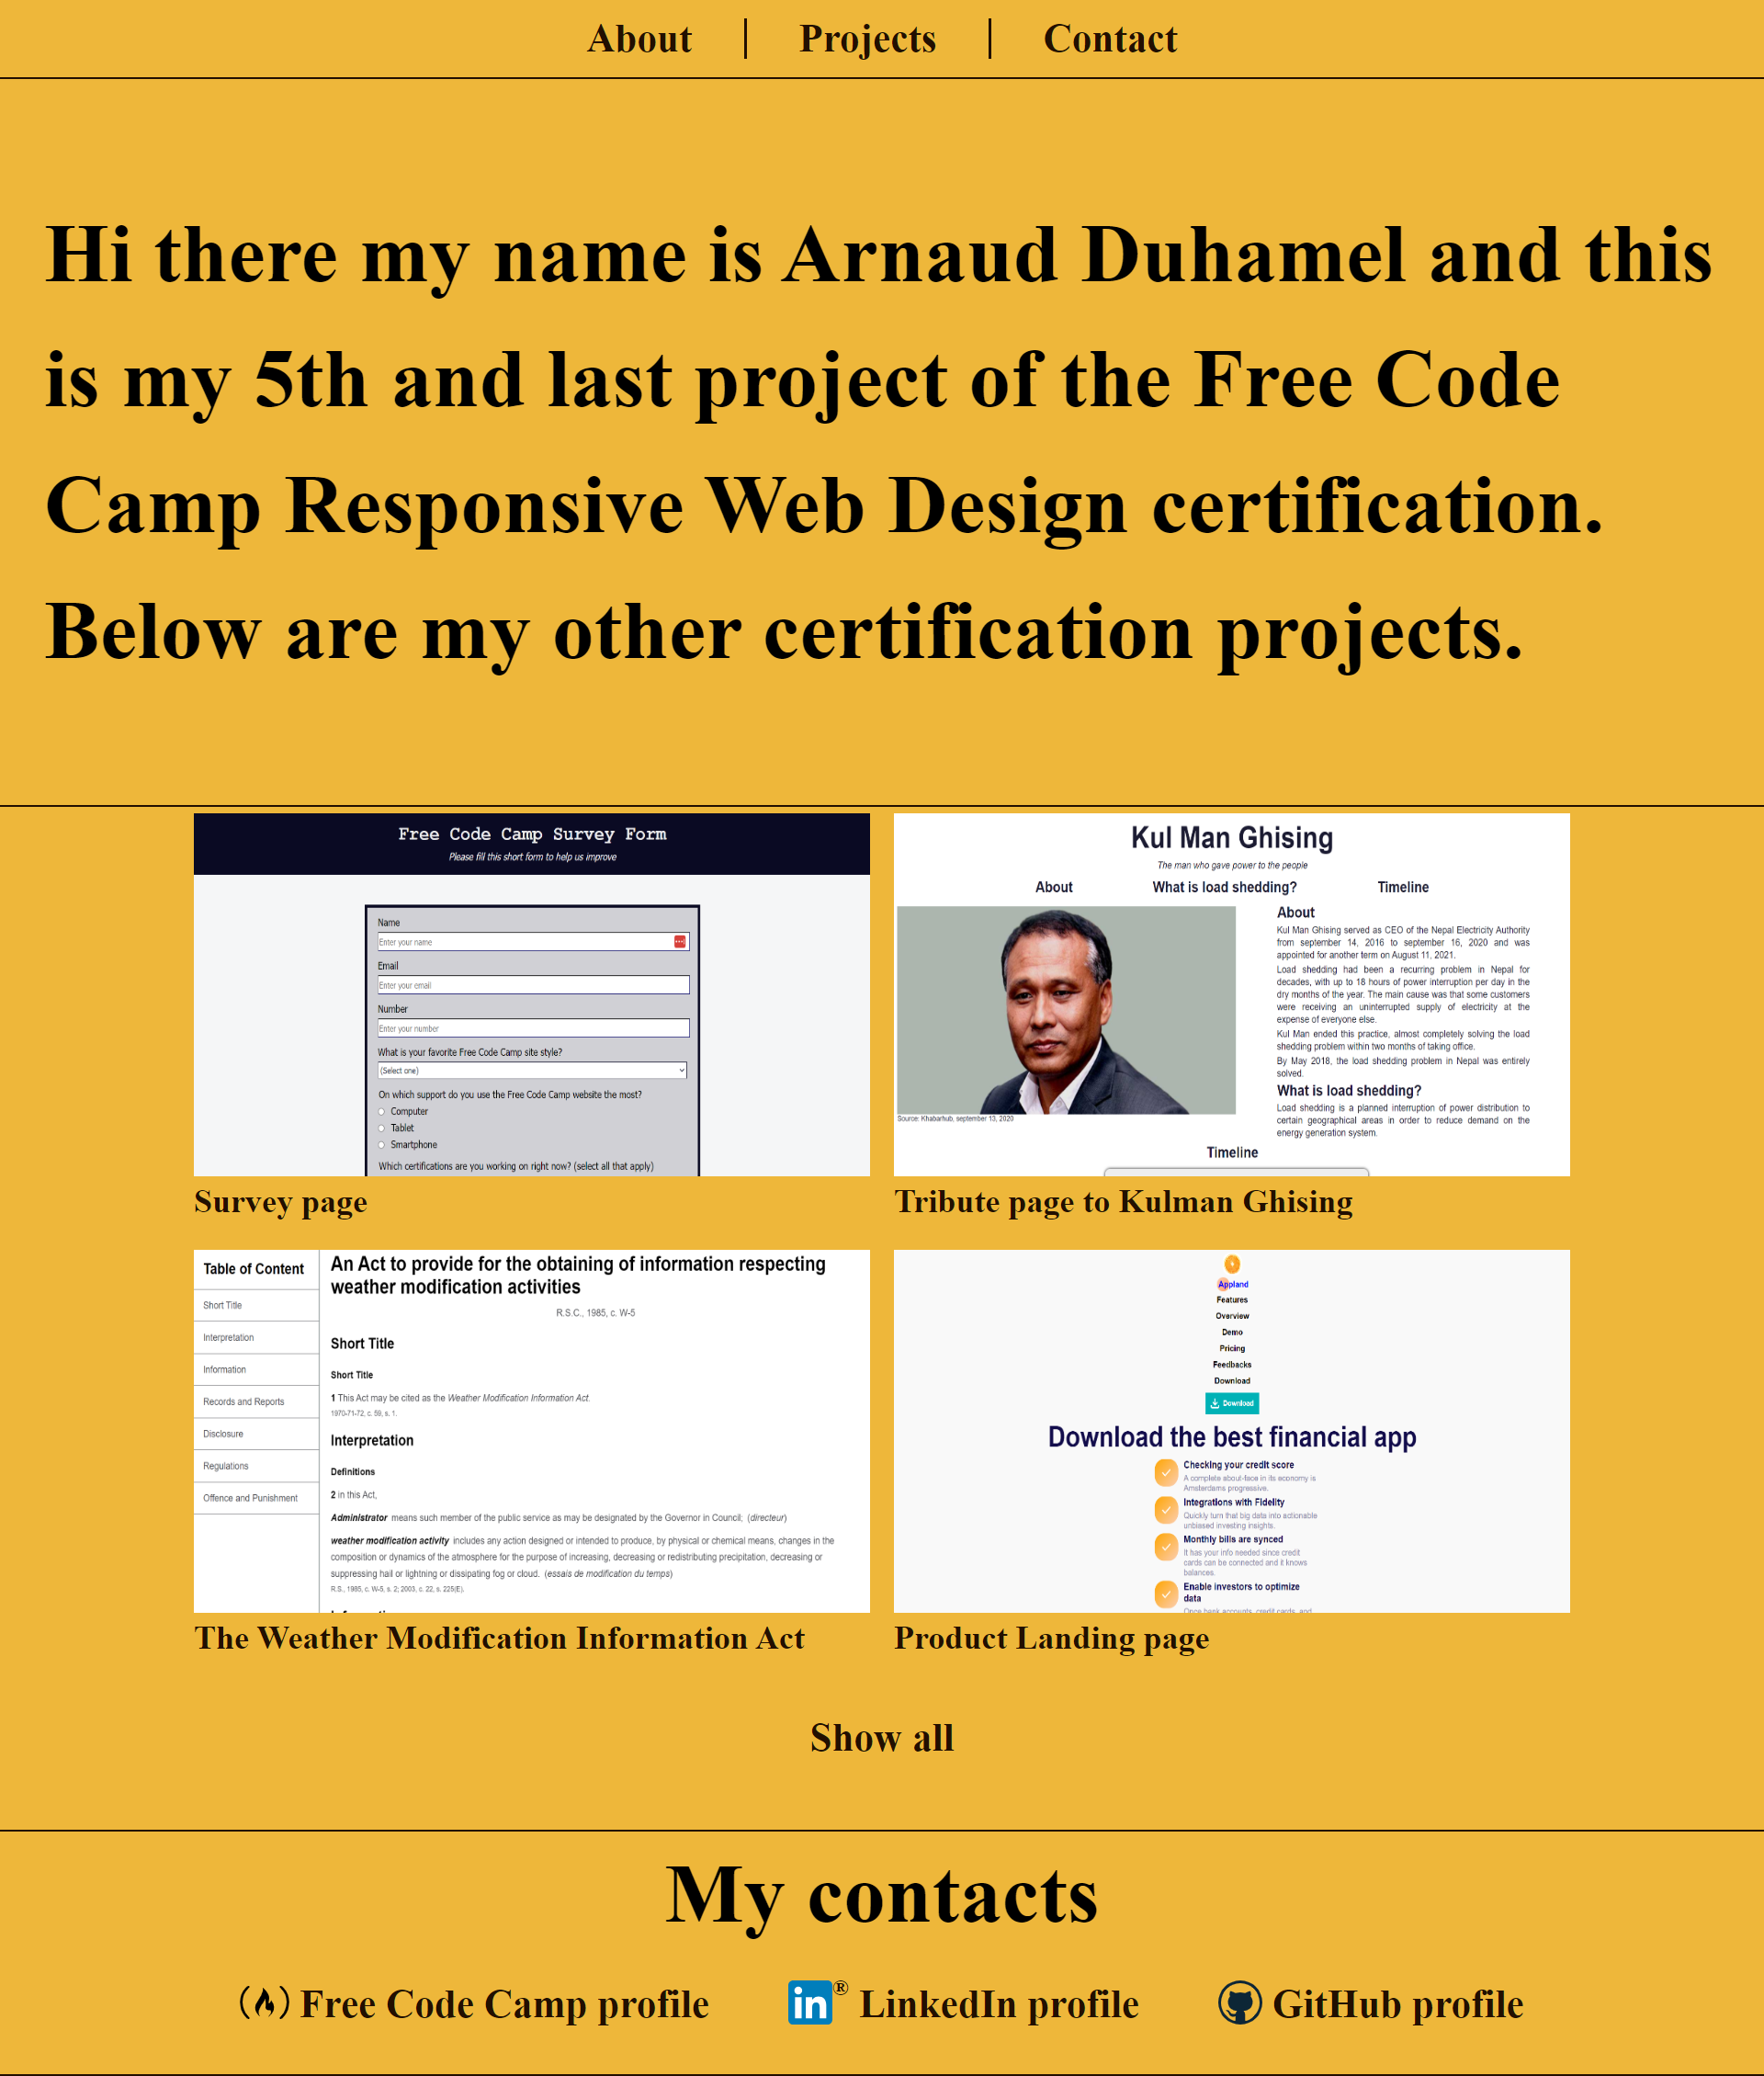 About
Projects
Contact
Hi there my name is Arnaud Duhamel and this
is my 5th and last project of the Free Code
Camp Responsive Web Design certification.
Below are my other certification projects.
Free Code Camp Survey Form
Please fill this short form to help us improve
Name
Enter your name
Email
Enter your email
Number
Enter your number
What is your favorite Free Code Camp site style?
(Select one)
On which support do you use the Free Code Camp website the most?
Computer
Tablet
Smartphone
Which certifications are you working on right now? (select all that apply)
Survey page
Kul Man Ghising
The man who gave power to the people
About
What is load shedding?
Timeline
Source: Khabarhub, september 13, 2020
About
Kul Man Ghising served as CEO of the Nepal Electricity Authority
from september 14, 2016 to september 16, 2020 and was
appointed for another term on August 11, 2021.
Load shedding had been a recurring problem in Nepal for
decades, with up to 18 hours of power interruption per day in the
dry months of the year. The main cause was that some customers
were receiving an uninterrupted supply of electricity at the
expense of everyone else.
Kul Man ended this practice, almost completely solving the load
shedding problem within two months of taking office.
By May 2018, the load shedding problem in Nepal was entirely
solved.
What is load shedding?
Load shedding is a planned interruption of power distribution to
certain geographical areas in order to reduce demand on the
energy generation system.
Timeline
Tribute page to Kulman Ghising
Table of Content
Short Title
Interpretation
Information
Records and Reports
Disclosure
Regulations
Offence and Punishment
An Act to provide for the obtaining of information respecting
weather modification activities
R.S.C., 1985, c. W-5
Short Title
Short Title
1 This Act may be cited as the Weather Modification Information Act.
1970-71-72, c. 59, s. 1.
Interpretation
Definitions
2 in this Act,
Administrator means such member of the public service as may be designated by the Governor in Council; (directeur)
weather modification activity includes any action designed or intended to produce, by physical or chemical means, changes in the
composition or dynamics of the atmosphere for the purpose of increasing, decreasing or redistributing precipitation, decreasing or
suppressing hail or lightning or dissipating fog or cloud. (essais de modification du temps)
R.S., 1985, c. W-5, s. 2; 2003, c. 22, s. 225(E).
The Weather Modification Information Act
Appland
Features
Overview
Demo
Pricing
Feedbacks
Download
Download
Download the best financial app
Checking your credit score
A complete about-face in its economy is
Amsterdams progressive.
Integrations with Fidelity
Quickly turn that big data into actionable
unbiased investing insights.
Monthly bills are synced
It has your info needed since credit
cards can be connected and it knows
balances.
Enable investors to optimize
data
Once bank accounts, credit cards, and
Product Landing page
Show all
My contacts
Free Code Camp profile
in® LinkedIn profile
GitHub profile